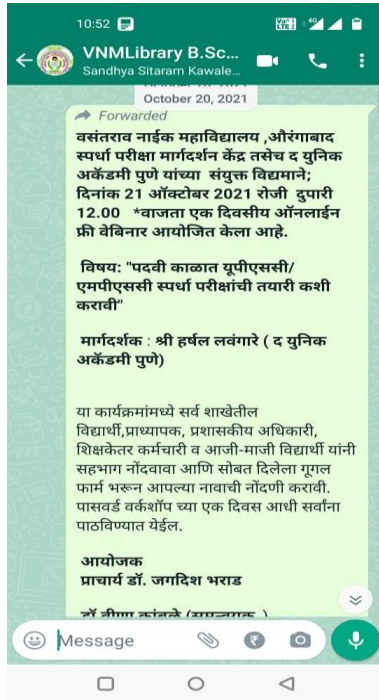 10:52
VNMLibrary B.Sc...
Sandhya Sitaram Kawale...
October 20, 2021
Forwarded
वसंतराव नाईक महाविद्यालय ,औरंगाबाद
स्पर्धा परीक्षा मार्गदर्शन केंद्र तसेच द युनिक
अकॅडमी पुणे यांच्या संयुक्त विद्यमाने;
दिनांक 21 ऑक्टोबर 2021 रोजी दुपारी
12.00 *वाजता एक दिवसीय ऑनलाईन
फ्री वेबिनार आयोजित केला आहे.
विषय: "पदवी काळात यूपीएससी/
एमपीएससी स्पर्धा परीक्षांची तयारी कशी
करावी"
मार्गदर्शक : श्री हर्षल लवंगारे ( द युनिक
अकॅडमी पुणे)
या कार्यक्रमांमध्ये सर्व शाखेतील
विद्यार्थी,प्राध्यापक, प्रशासकीय अधिकारी,
शिक्षकेतर कर्मचारी व आजी-माजी विद्यार्थी यांनी
सहभाग नोंदवावा आणि सोबत दिलेला गूगल
फार्म भरून आपल्या नावाची नोंदणी करावी.
पासवर्ड वर्कशॉप च्या एक दिवस आधी सर्वांना
पाठविण्यात येईल.
आयोजक
प्राचार्य डॉ. जगदिश भराड
Message